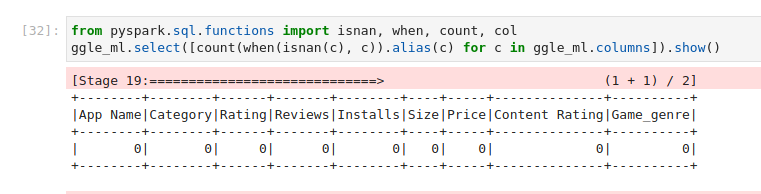 [32]: from pyspark.sql.functions import isnan, when, count, col
ggle_ml.select([count(when(isnan(c), c)).alias(c) for c in ggle_ml.columns]).show()
[Stage 19:=============================> (1 + 1) / 2]
+--------+--------+------+-------+--------+----+-----+--------------+----------+
|App Name|Category|Rating|Reviews|Installs|Size|Price|Content Rating|Game_genre|
+--------+--------+------+-------+--------+----+-----+--------------+----------+
|       0|       0|     0|      0|       0|   0|    0|             0|         0|
+--------+--------+------+-------+--------+----+-----+--------------+----------+